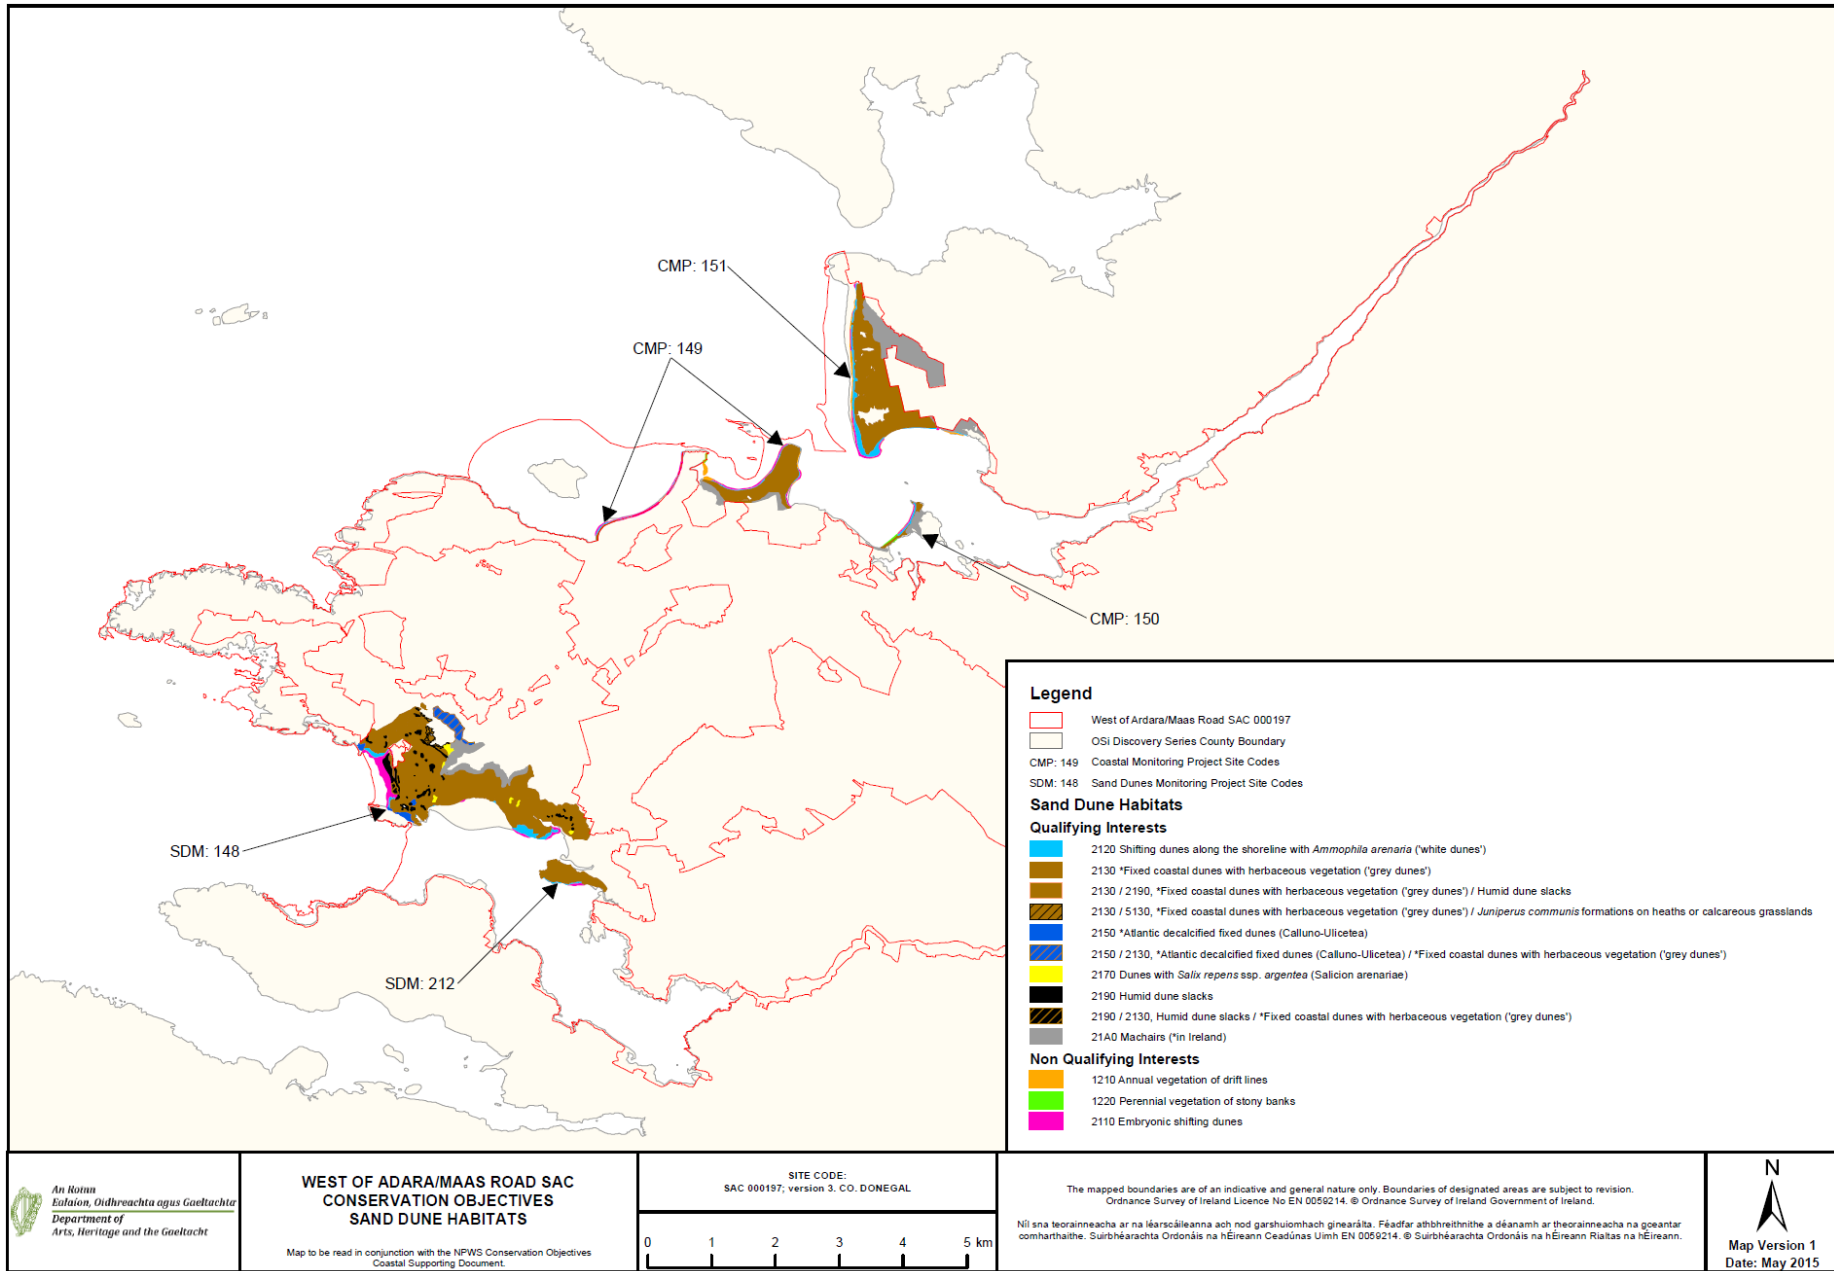 CMP: 151
CMP: 149
CMP: 150
SDM: 148
SDM: 212
Legend
West of Ardara/Maas Road SAC 000197
OSi Discovery Series County Boundary
CMP: 149 Coastal Monitoring Project Site Codes
SDM: 148 Sand Dunes Monitoring Project Site Codes
Sand Dune Habitats
Qualifying Interests
2120 Shifting dunes along the shoreline with Ammophila arenaria ('white dunes')
2130 *Fixed coastal dunes with herbaceous vegetation ('grey dunes')
2130 / 2190, *Fixed coastal dunes with herbaceous vegetation ('grey dunes') / Humid dune slacks
2130 / 5130, *Fixed coastal dunes with herbaceous vegetation ('grey dunes') / Juniperus communis formations on heaths or calcareous grasslands
2150 *Atlantic decalcified fixed dunes (Calluno-Ulicetea)
2150 / 2130, *Atlantic decalcified fixed dunes (Calluno-Ulicetea) / *Fixed coastal dunes with herbaceous vegetation ('grey dunes')
2170 Dunes with Salix repens ssp. argentea (Salicion arenariae)
2190 Humid dune slacks
2190 / 2130, Humid dune slacks / *Fixed coastal dunes with herbaceous vegetation ('grey dunes')
21A0 Machairs (*in Ireland)
Non Qualifying Interests
1210 Annual vegetation of drift lines
1220 Perennial vegetation of stony banks
2110 Embryonic shifting dunes
An Roinn
Ealaíon, Oidhreachta agus Gaeltachta
Department of
Arts, Heritage and the Gaeltacht
WEST OF ADARA/MAAS ROAD SAC
CONSERVATION OBJECTIVES
SAND DUNE HABITATS
Map to be read in conjunction with the NPWS Conservation Objectives
Coastal Supporting Document.
SITE CODE:
SAC 000197; version 3. CO. DONEGAL
0 1 2 3 4 5 km
The mapped boundaries are of an indicative and general nature only. Boundaries of designated areas are subject to revision.
Ordnance Survey of Ireland Licence No EN 0059214. © Ordnance Survey of Ireland Government of Ireland.
Níl sna teorainneacha ar na léarscáileanna ach nod garshuiomhach ginearálta. Féadfar athbhreithnithe a déanamh ar theorainneacha na gceantar
comharthaithe. Suirbhéarachta Ordonáis na hÉireann Ceadúnas Uimh EN 0059214. © Suirbhéarachta Ordonáis na hÉireann Rialtas na hÉireann.
N
Map Version 1
Date: May 2015